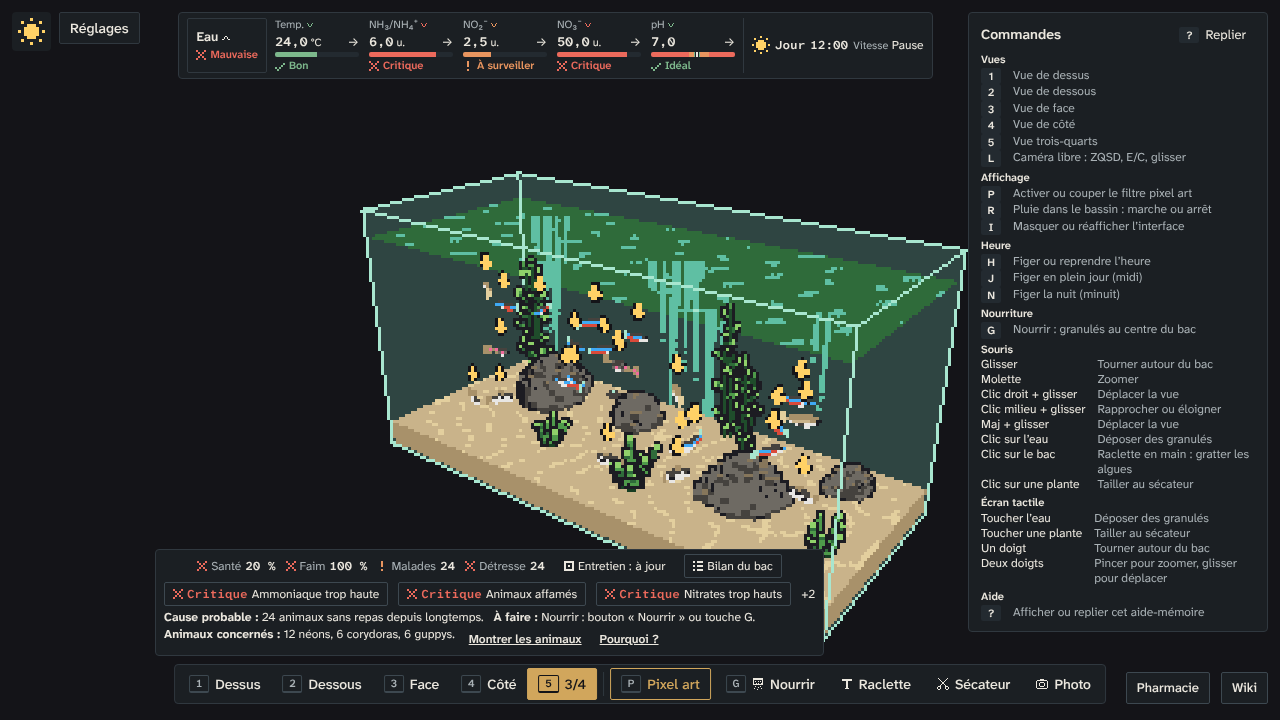 Réglages
Eau
Mauvaise
Temp.
24,0 °C
Bon
NH₃/NH₄⁺
6,0 u.
Critique
NO₂⁻
2,5 u.
À surveiller
NO₃⁻
50,0 u.
Critique
pH
7,0
Idéal
Jour 12:00 Vitesse Pause
Commandes ? Replier
Vues
1 Vue de dessus
2 Vue de dessous
3 Vue de face
4 Vue de côté
5 Vue trois-quarts
L Caméra libre : ZQSD, E/C, glisser
Affichage
P Activer ou couper le filtre pixel art
R Pluie dans le bassin : marche ou arrêt
I Masquer ou réafficher l'interface
Heure
H Figer ou reprendre l'heure
J Figer en plein jour (midi)
N Figer la nuit (minuit)
Nourriture
G Nourrir : granulés au centre du bac
Souris
Glisser Tourner autour du bac
Molette Zoomer
Clic droit + glisser Déplacer la vue
Clic milieu + glisser Rapprocher ou éloigner
Maj + glisser Déplacer la vue
Clic sur l'eau Déposer des granulés
Clic sur le bac Raclette en main : gratter les
algues
Clic sur une plante Tailler au sécateur
Écran tactile
Toucher l'eau Déposer des granulés
Toucher une plante Tailler au sécateur
Un doigt Tourner autour du bac
Deux doigts Pincer pour zoomer, glisser
pour déplacer
Aide
? Afficher ou replier cet aide-mémoire
Santé 20 % Faim 100 % Malades 24 Détresse 24 Entretien : à jour Bilan du bac
Critique Ammoniaque trop haute Critique Animaux affamés Critique Nitrates trop hauts +2
Cause probable : 24 animaux sans repas depuis longtemps. À faire : Nourrir : bouton « Nourrir » ou touche G.
Animaux concernés : 12 néons, 6 corydoras, 6 guppys. Montrer les animaux Pourquoi ?
1 Dessus 2 Dessous 3 Face 4 Côté 5 3/4 P Pixel art G Nourrir Raclette Sécateur Photo
Pharmacie Wiki